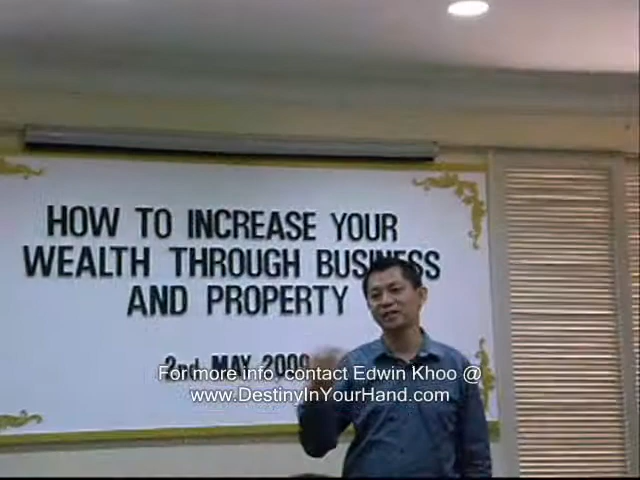 HOW TO INCREASE YOUR
WEALTH THROUGH BUSINESS
AND PROPERTY
2nd MAY 2009
For more info contact Edwin Khoo @
www.DestinyInYourHand.com